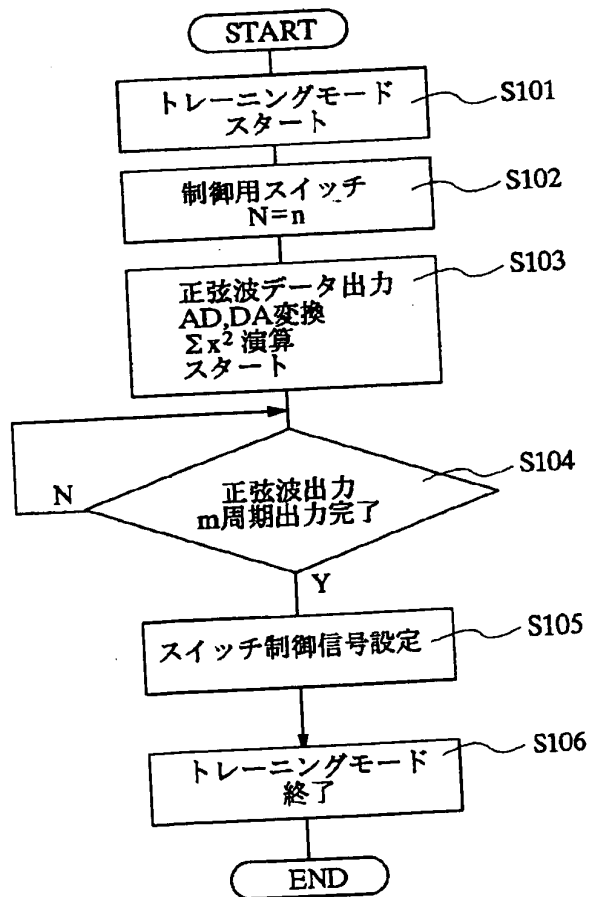 START
トレーニングモード
スタート
S101
制御用スイッチ
N=n
S102
正弦波データ出力
AD,DA変換
Σx² 演算
スタート
S103
正弦波出力
m周期出力完了
S104
N
Y
スイッチ制御信号設定
S105
トレーニングモード
終了
S106
END